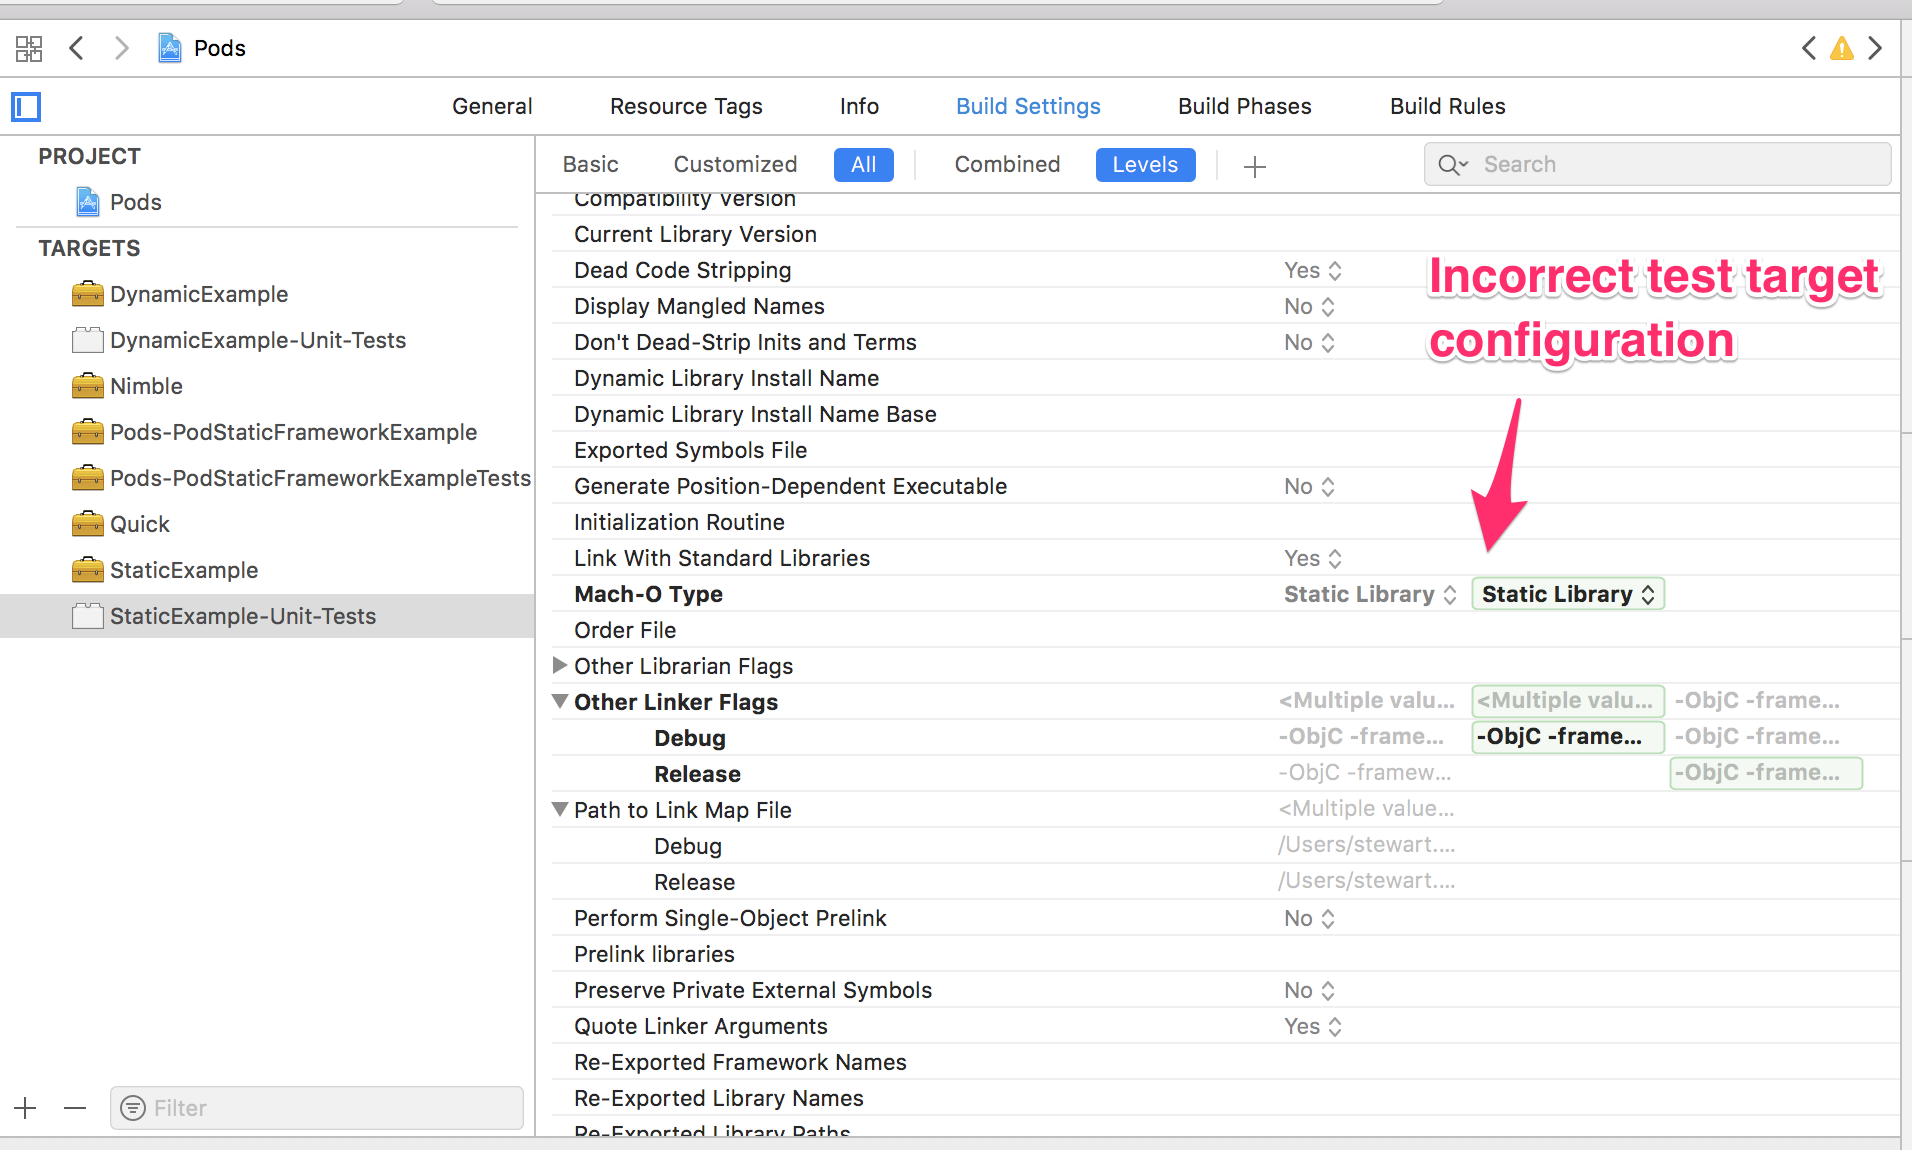 Pods
General Resource Tags Info Build Settings Build Phases Build Rules
PROJECT
Pods
TARGETS
DynamicExample
DynamicExample-Unit-Tests
Nimble
Pods-PodStaticFrameworkExample
Pods-PodStaticFrameworkExampleTests
Quick
StaticExample
StaticExample-Unit-Tests
Filter
Basic Customized All Combined Levels Search
Compatibility Version
Current Library Version
Dead Code Stripping Yes
Display Mangled Names No
Don't Dead-Strip Inits and Terms No
Dynamic Library Install Name
Dynamic Library Install Name Base
Exported Symbols File
Generate Position-Dependent Executable No
Initialization Routine
Link With Standard Libraries Yes
Mach-O Type Static Library Static Library
Order File
Other Librarian Flags
Other Linker Flags <Multiple valu... <Multiple valu... -ObjC -frame...
Debug -ObjC -frame... -ObjC -frame... -ObjC -frame...
Release -ObjC -framew... -ObjC -frame...
Path to Link Map File <Multiple value...
Debug /Users/stewart....
Release /Users/stewart....
Perform Single-Object Prelink No
Prelink libraries
Preserve Private External Symbols No
Quote Linker Arguments Yes
Re-Exported Framework Names
Re-Exported Library Names
Re-Exported Library Paths
Incorrect test target
configuration